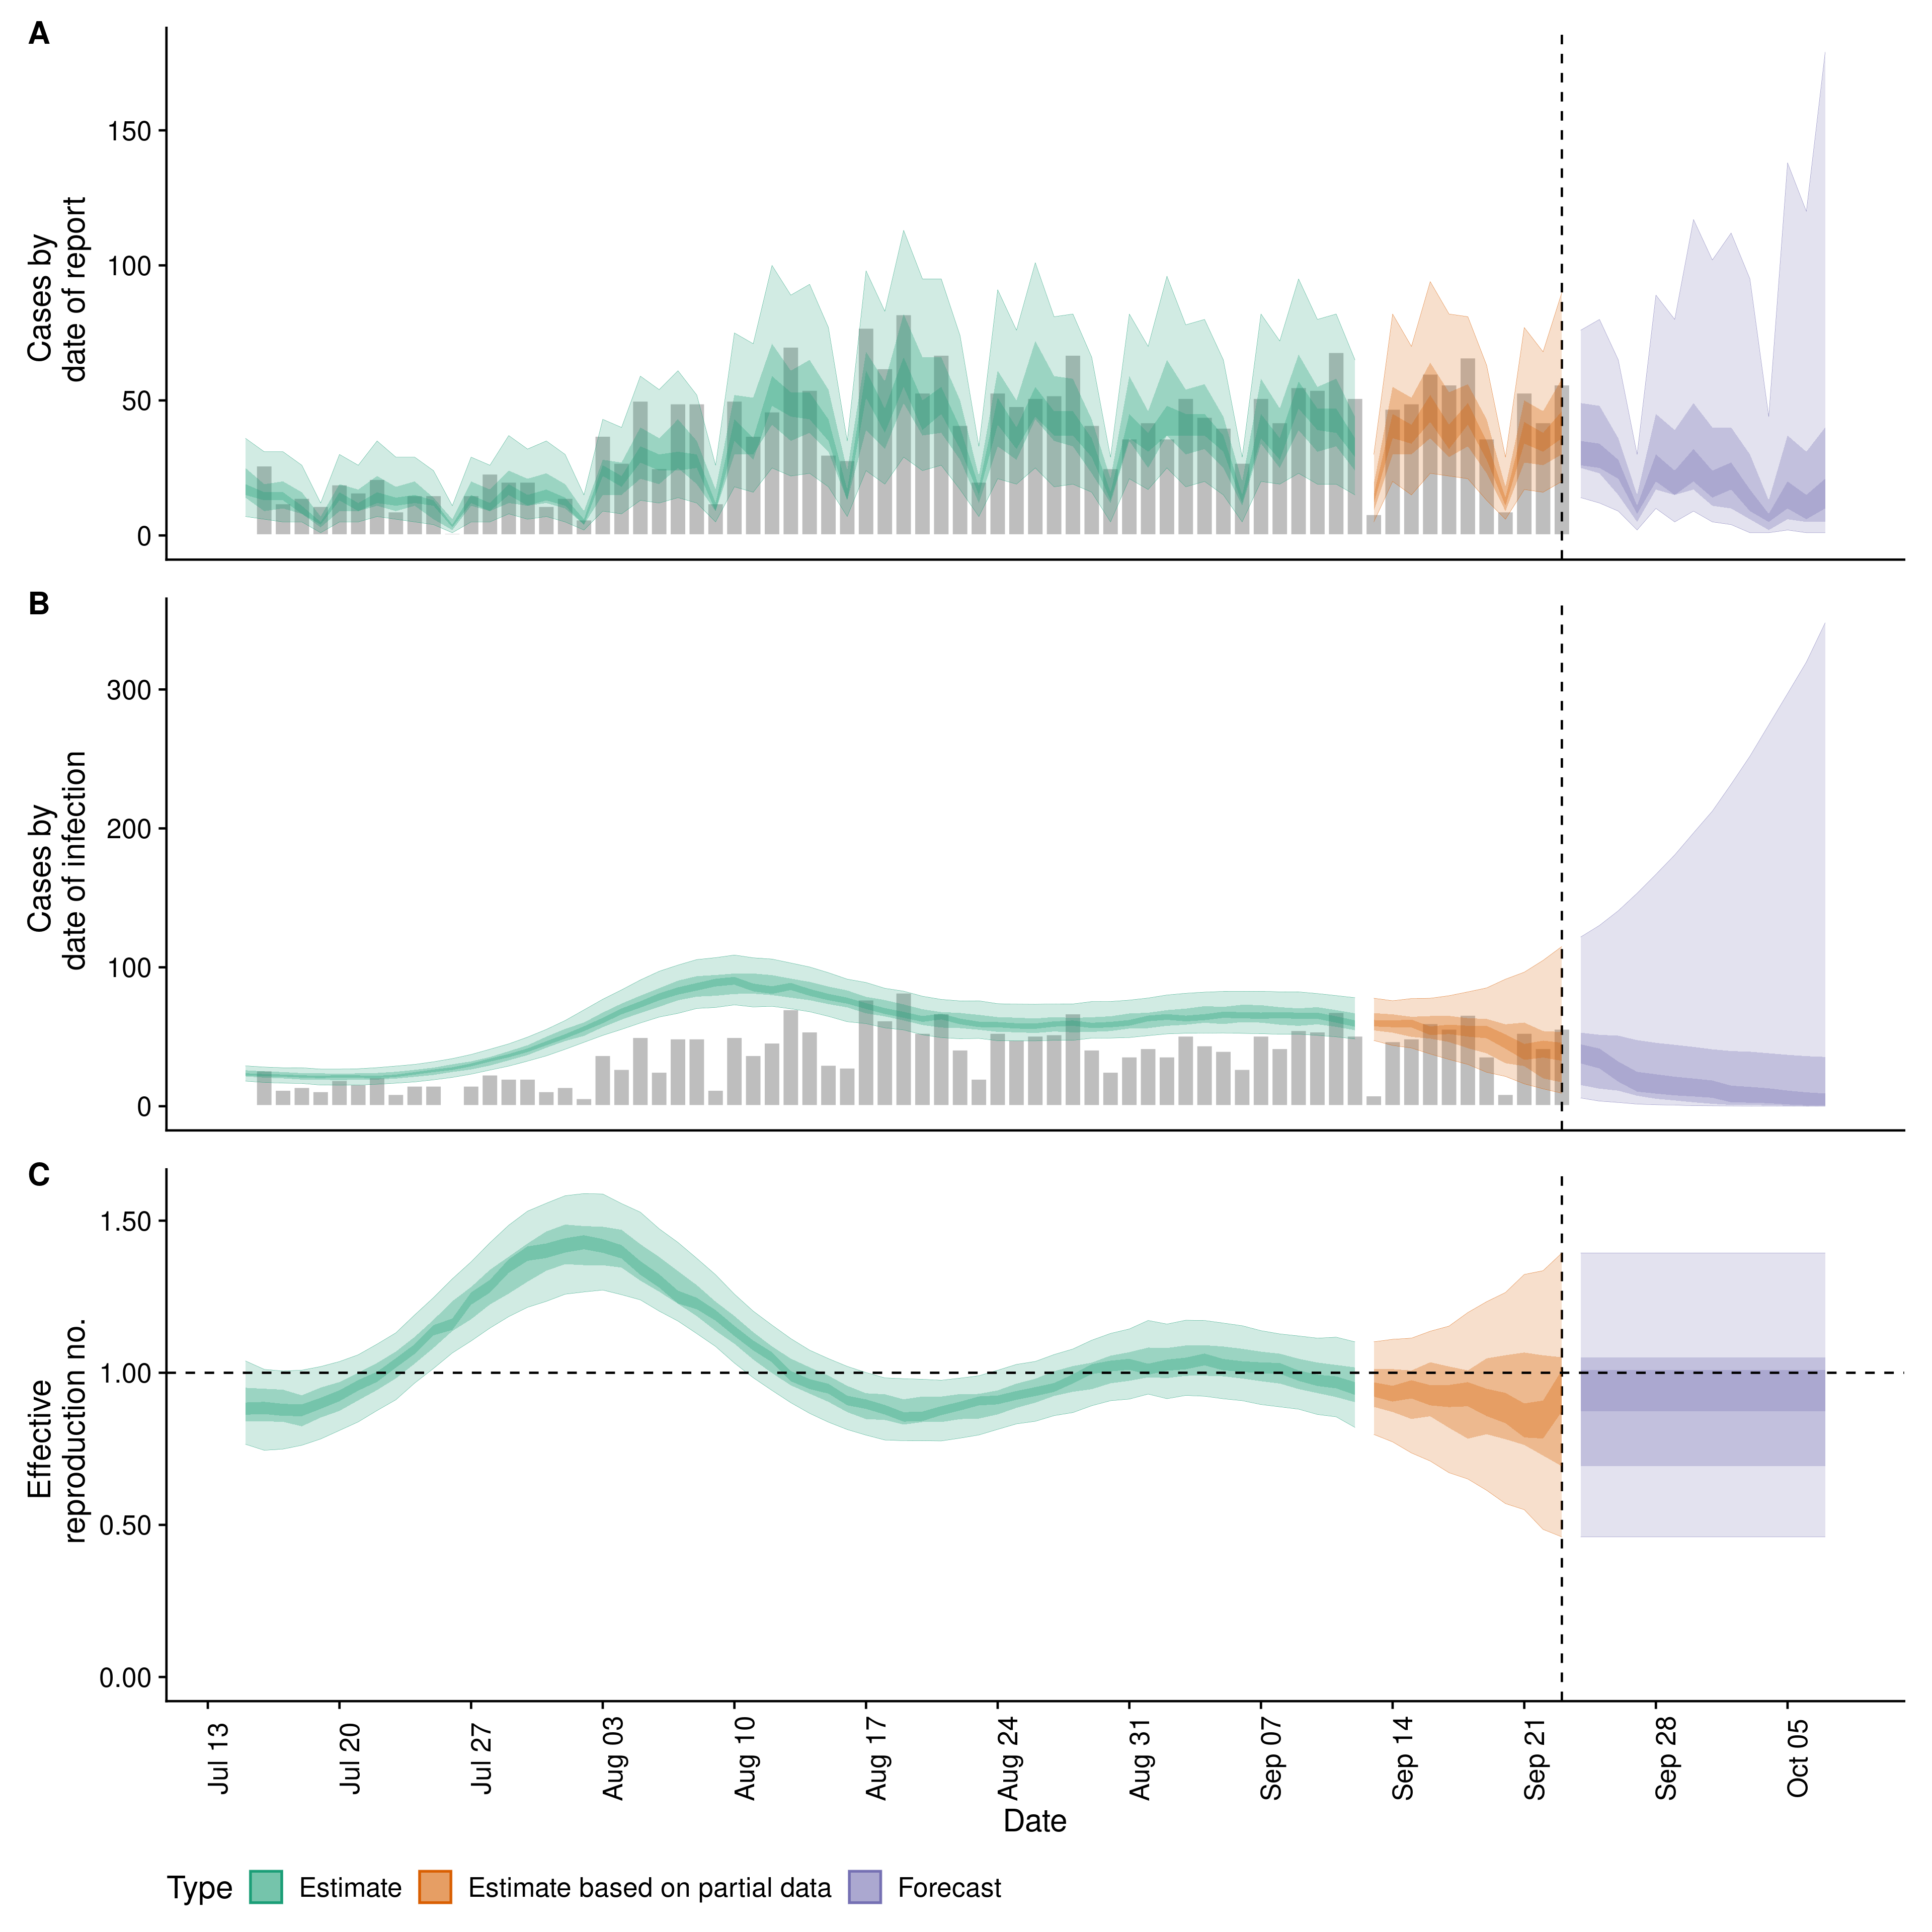 A
Cases by
date of report
150
100
50
0
B
Cases by
date of infection
300
200
100
0
C
Effective
reproduction no.
1.50
1.00
0.50
0.00
Jul 13
Jul 20
Jul 27
Aug 03
Aug 10
Aug 17
Aug 24
Aug 31
Sep 07
Sep 14
Sep 21
Sep 28
Oct 05
Date
Type Estimate Estimate based on partial data Forecast